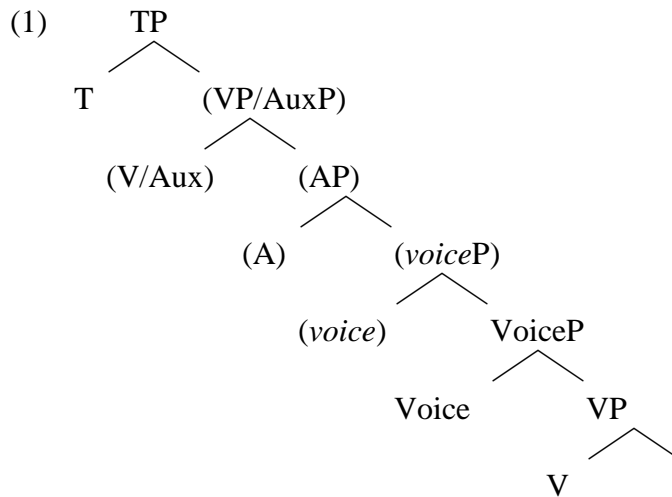 (1) TP
T (VP/AuxP)
(V/Aux) (AP)
(A) (voiceP)
(voice) VoiceP
Voice VP
V